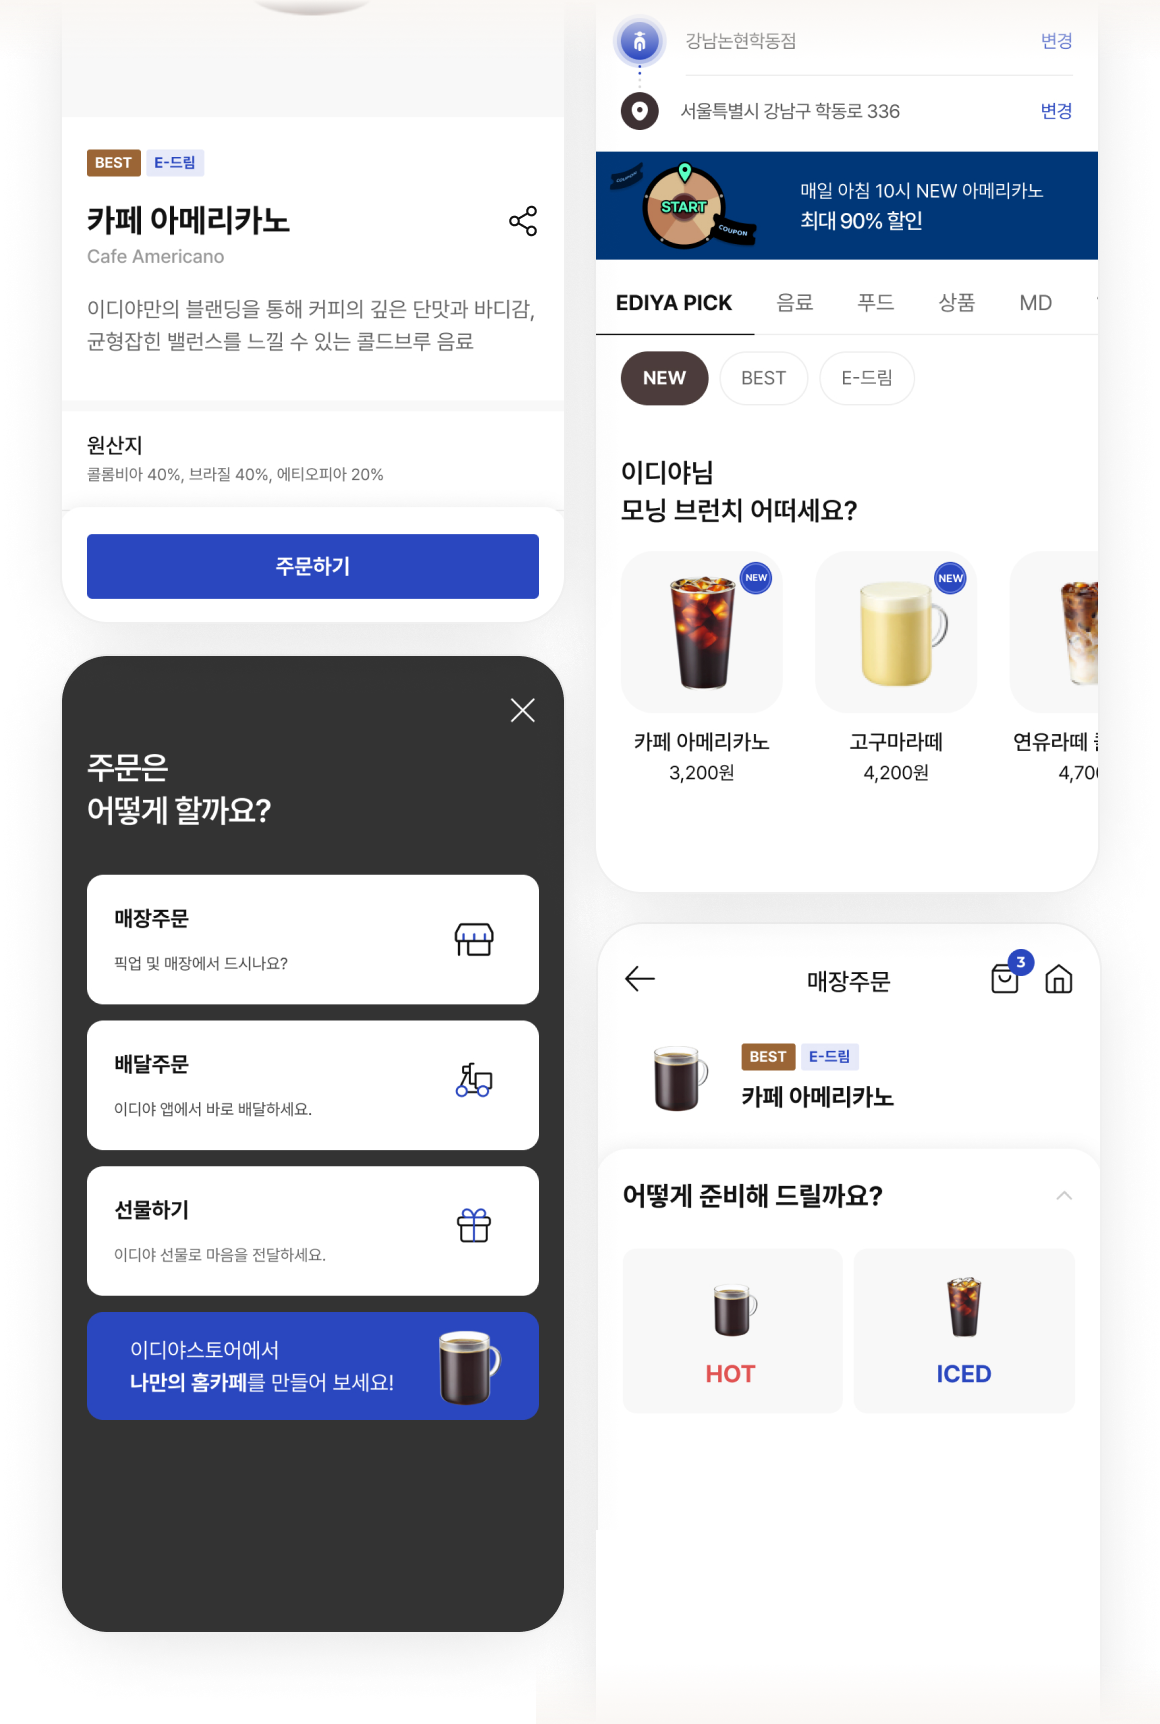 BEST E-드림
카페 아메리카노
Cafe Americano
이디야만의 블랜딩을 통해 커피의 깊은 단맛과 바디감,
균형잡힌 밸런스를 느낄 수 있는 콜드브루 음료
원산지
콜롬비아 40%, 브라질 40%, 에티오피아 20%
주문하기
주문은
어떻게 할까요?
매장주문
픽업 및 매장에서 드시나요?
배달주문
이디야 앱에서 바로 배달하세요.
선물하기
이디야 선물로 마음을 전달하세요.
이디야스토어에서
나만의 홈카페를 만들어 보세요!
강남논현학동점 변경
서울특별시 강남구 학동로 336 변경
COUPON
START
COUPON
매일 아침 10시 NEW 아메리카노
최대 90% 할인
EDIYA PICK 음료 푸드 상품 MD
NEW BEST E-드림
이디야님
모닝 브런치 어떠세요?
NEW NEW
카페 아메리카노 고구마라떼 연유라떼
3,200원 4,200원 4,70
매장주문 3
BEST E-드림
카페 아메리카노
어떻게 준비해 드릴까요?
HOT ICED